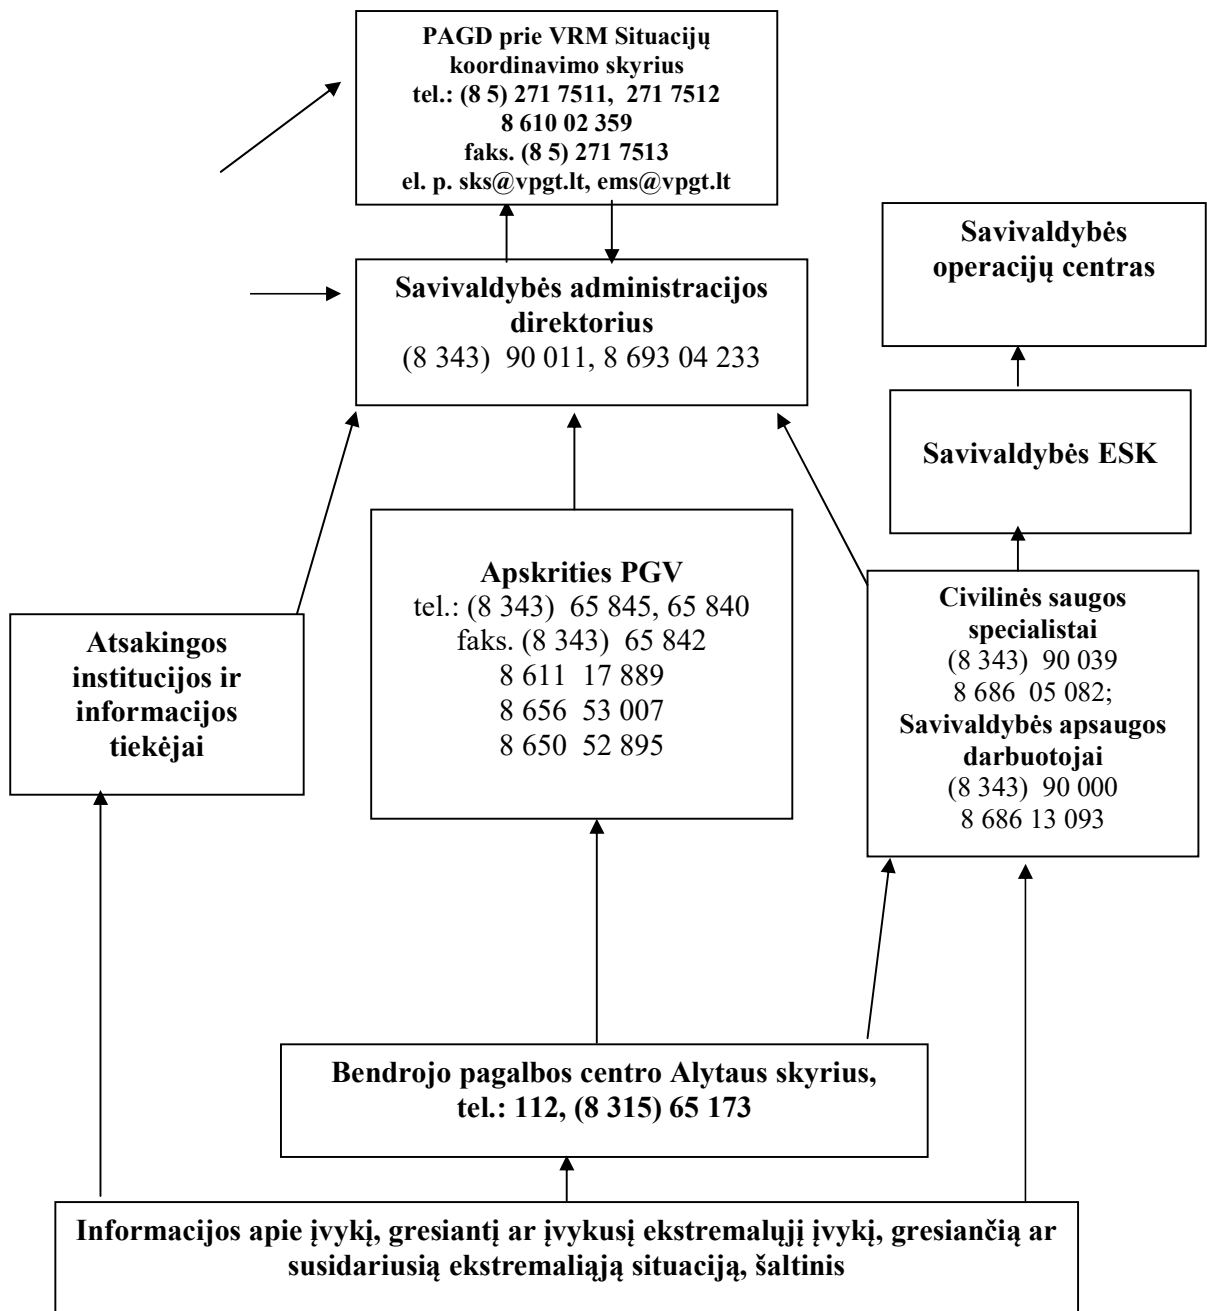 PAGD prie VRM Situacijų
koordinavimo skyrius
tel.: (8 5) 271 7511, 271 7512
8 610 02 359
faks. (8 5) 271 7513
el. p. sks@vpgt.lt, ems@vpgt.lt
Savivaldybės
operacijų centras
Savivaldybės administracijos
direktorius
(8 343) 90 011, 8 693 04 233
Savivaldybės ESK
Apskrities PGV
tel.: (8 343) 65 845, 65 840
faks. (8 343) 65 842
8 611 17 889
8 656 53 007
8 650 52 895
Civilinės saugos
specialistai
(8 343) 90 039
8 686 05 082;
Savivaldybės apsaugos
darbuotojai
(8 343) 90 000
8 686 13 093
Atsakingos
institucijos ir
informacijos
tiekėjai
Bendrojo pagalbos centro Alytaus skyrius,
tel.: 112, (8 315) 65 173
Informacijos apie įvykį, gresiantį ar įvykusį ekstremalųjį įvykį, gresiančią ar
susidariusią ekstremaliąją situaciją, šaltinis